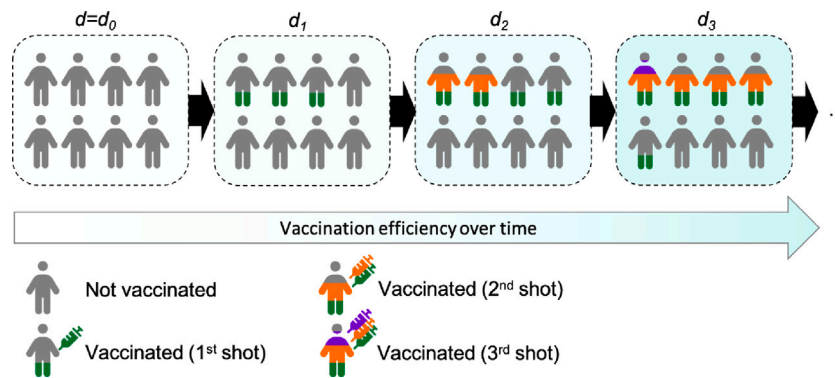 d=d0 d1 d2 d3
Vaccination efficiency over time
Not vaccinated
Vaccinated (2nd shot)
Vaccinated (1st shot)
Vaccinated (3rd shot)